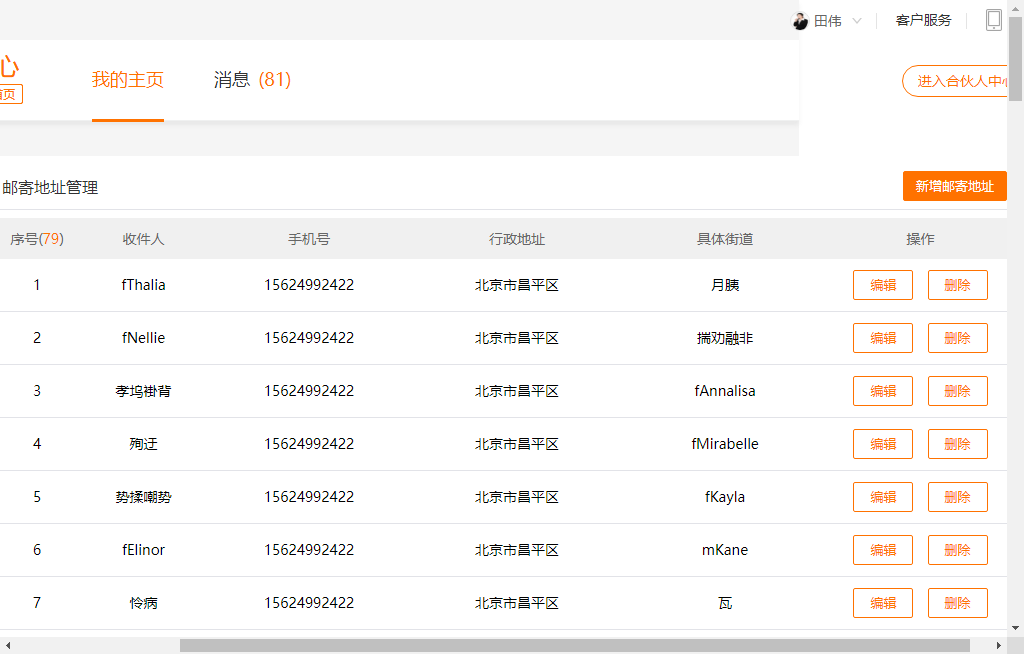 田伟
客户服务
心
首页
我的主页
消息 (81)
进入合伙人中心
邮寄地址管理
新增邮寄地址
序号(79) 收件人 手机号 行政地址 具体街道 操作
1 fThalia 15624992422 北京市昌平区 月胰 编辑 删除
2 fNellie 15624992422 北京市昌平区 揣劝融非 编辑 删除
3 孝坞褂背 15624992422 北京市昌平区 fAnnalisa 编辑 删除
4 殉迂 15624992422 北京市昌平区 fMirabelle 编辑 删除
5 势揉嘲势 15624992422 北京市昌平区 fKayla 编辑 删除
6 fElinor 15624992422 北京市昌平区 mKane 编辑 删除
7 怜病 15624992422 北京市昌平区 瓦 编辑 删除